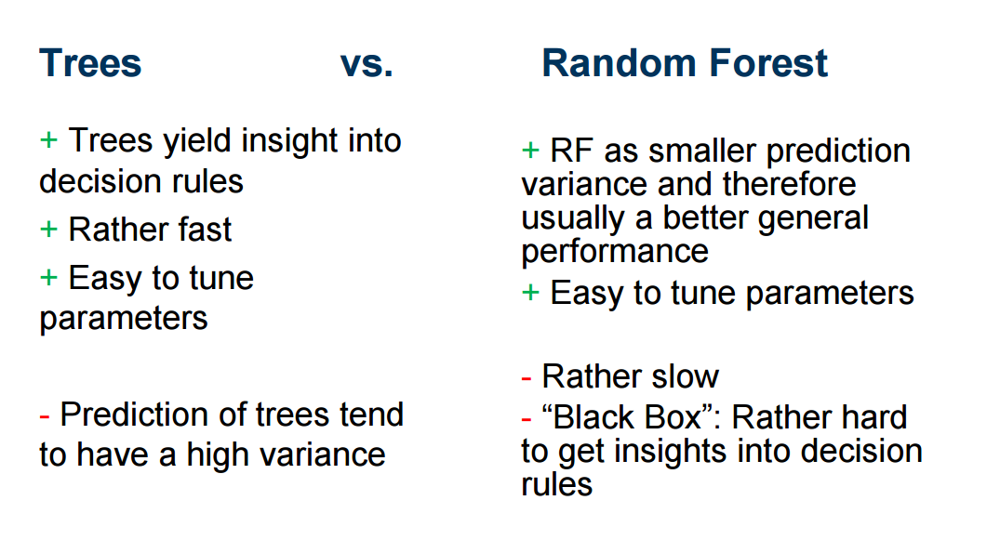 Trees vs. Random Forest
+ Trees yield insight into
decision rules
+ Rather fast
+ Easy to tune
parameters
- Prediction of trees tend
to have a high variance
+ RF as smaller prediction
variance and therefore
usually a better general
performance
+ Easy to tune parameters
- Rather slow
- “Black Box”: Rather hard
to get insights into decision
rules